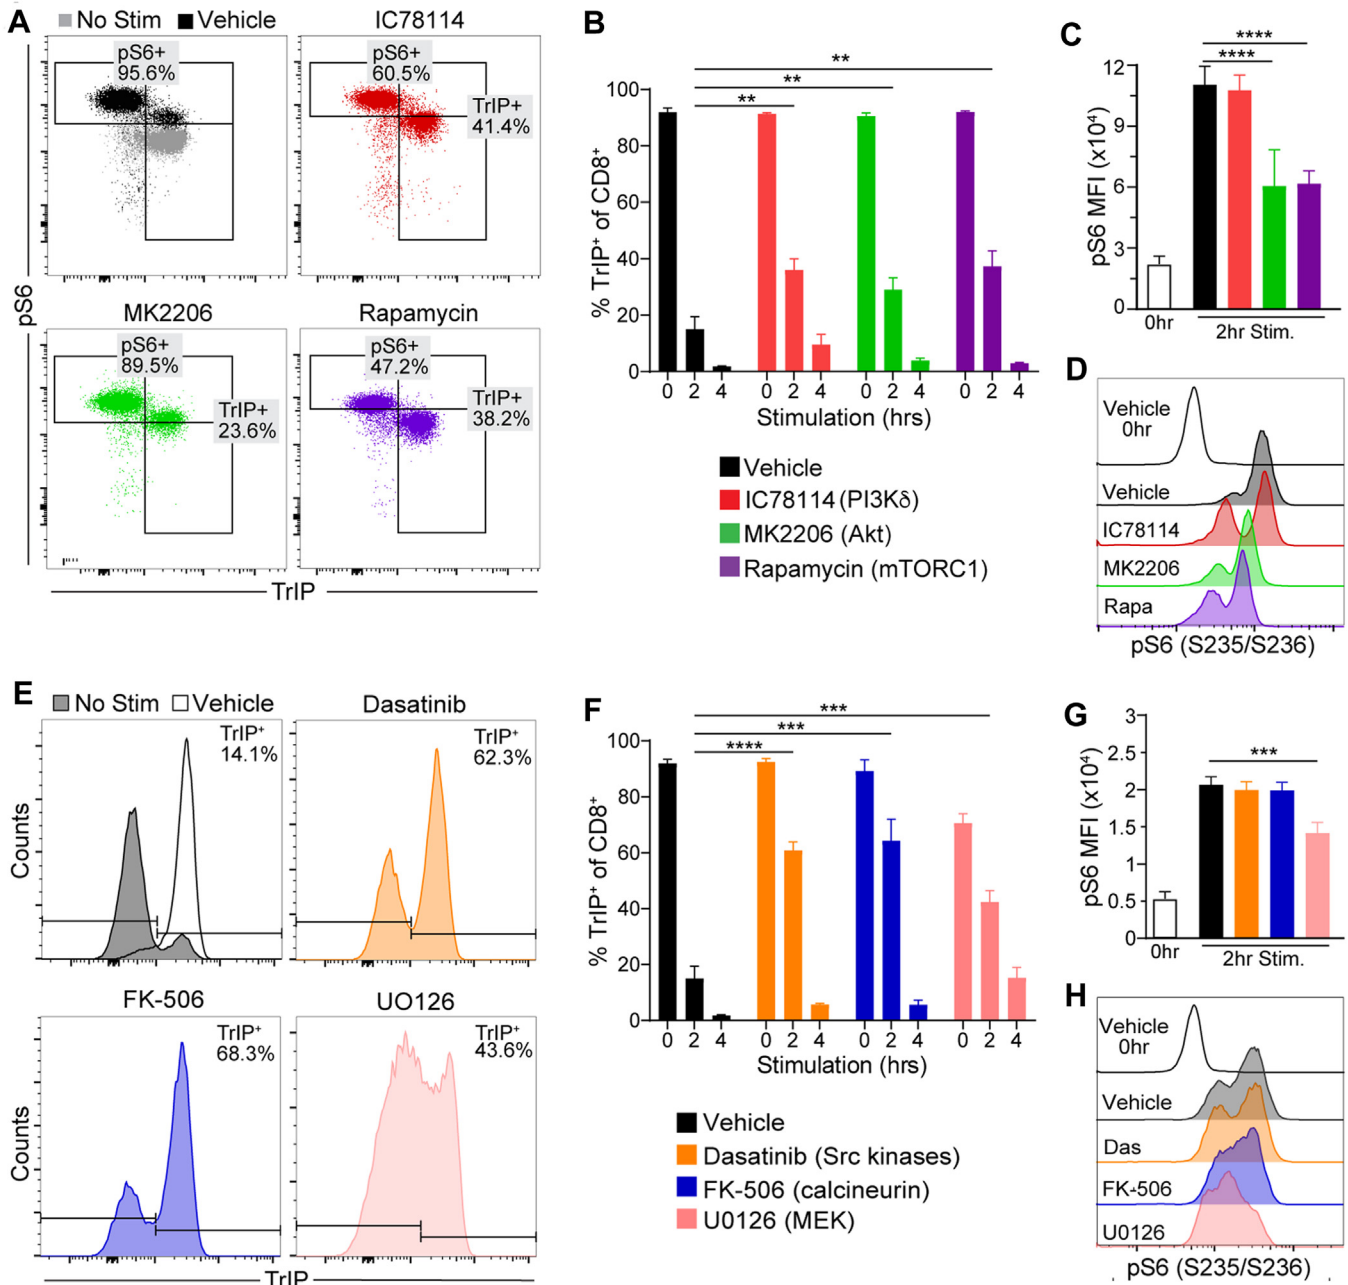 A
No Stim Vehicle
IC78114
pS6+
95.6%
pS6+
60.5%
TrIP+
41.4%
MK2206
Rapamycin
pS6+
89.5%
TrIP+
23.6%
pS6+
47.2%
TrIP+
38.2%
pS6
TrIP
B
** 
**
**
% TrIP⁺ of CD8⁺
100
80
60
40
20
0
0 2 4 0 2 4 0 2 4 0 2 4
Stimulation (hrs)
Vehicle
IC78114 (PI3Kδ)
MK2206 (Akt)
Rapamycin (mTORC1)
C
****
****
pS6 MFI (x10⁴)
12
9
6
3
0
0hr
2hr Stim.
D
Vehicle
0hr
Vehicle
IC78114
MK2206
Rapa
pS6 (S235/S236)
E
No Stim Vehicle
Dasatinib
TrIP⁺
14.1%
TrIP⁺
62.3%
Counts
FK-506
UO126
TrIP⁺
68.3%
TrIP⁺
43.6%
Counts
TrIP
F
***
***
****
% TrIP⁺ of CD8⁺
100
80
60
40
20
0
0 2 4 0 2 4 0 2 4 0 2 4
Stimulation (hrs)
Vehicle
Dasatinib (Src kinases)
FK-506 (calcineurin)
U0126 (MEK)
G
***
pS6 MFI (x10⁴)
3
2.5
2
1.5
1
0.5
0
0hr
2hr Stim.
H
Vehicle
0hr
Vehicle
Das
FK-506
U0126
pS6 (S235/S236)